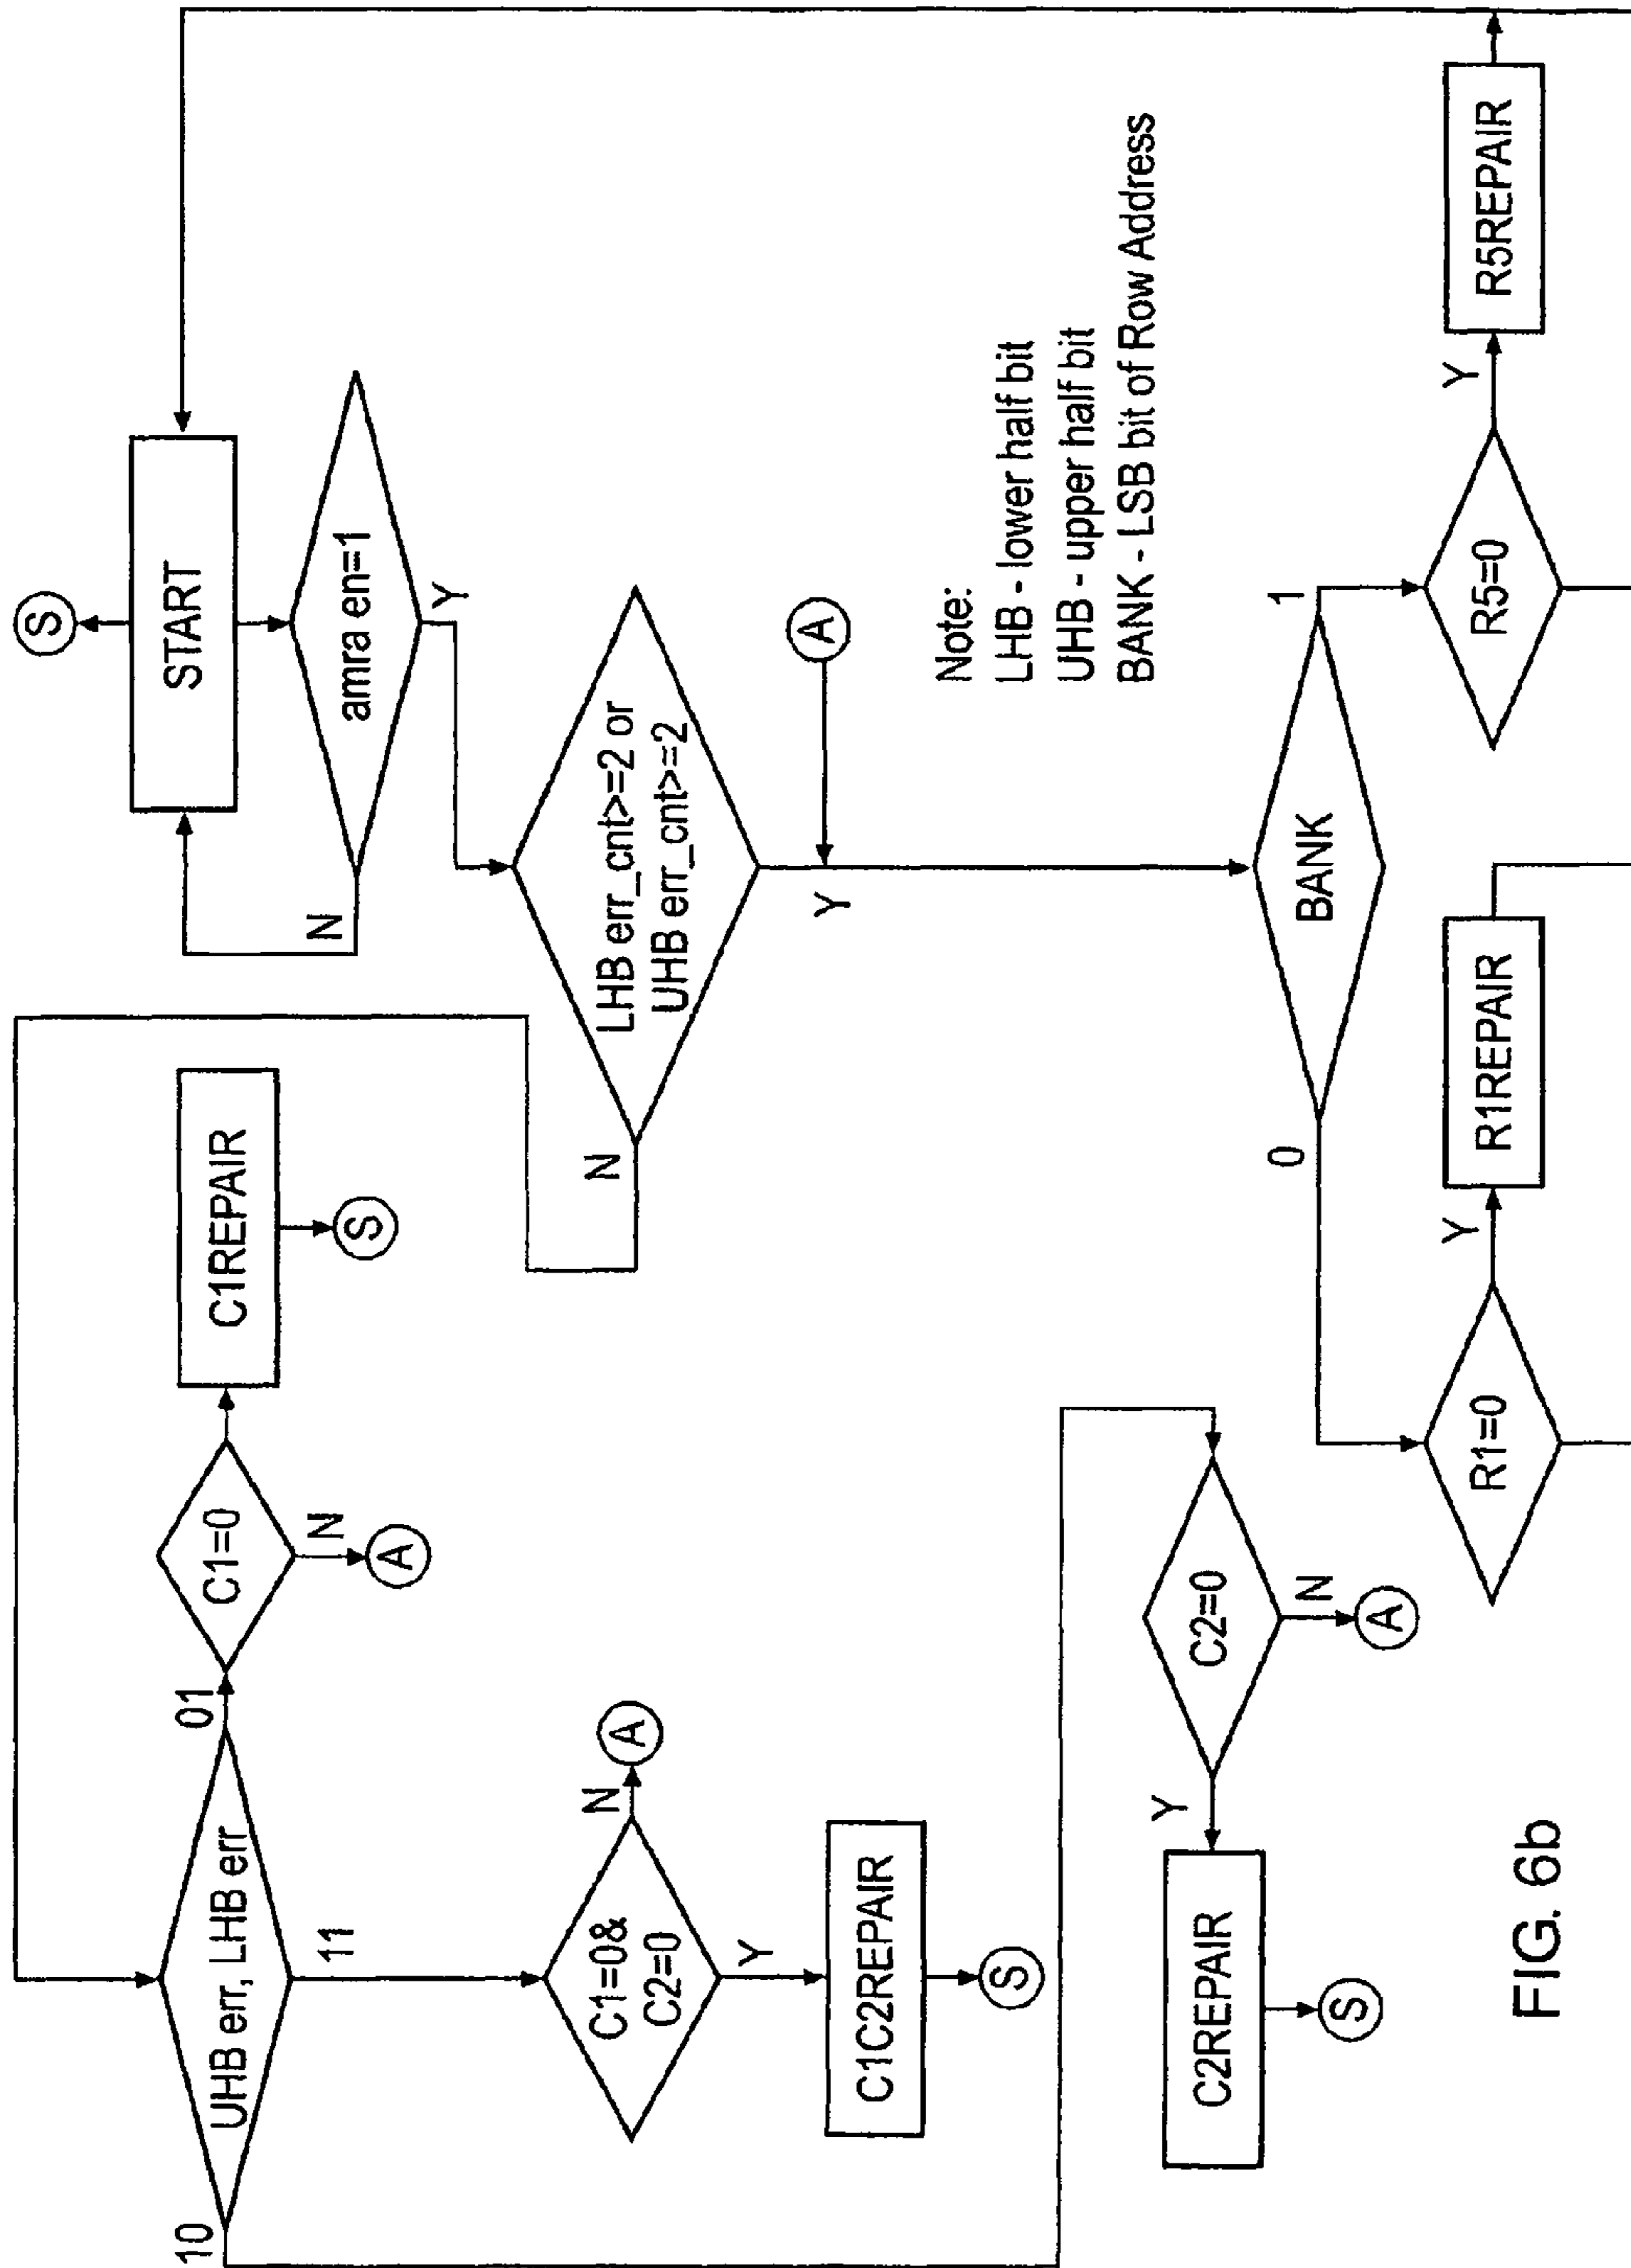 S
START
amra en=1
N
Y
LHB err_cnt>=2 or
UHB err_cnt>=2
N
Y
A
UHB err, LHB err
10
01
11
C1=0
N
A
C1REPAIR
S
C1=0&
C2=0
N
A
Y
C1C2REPAIR
S
C2=0
Y
N
A
C2REPAIR
S
Note:
LHB - lower half bit
UHB - upper half bit
BANK - LSB bit of Row Address
BANK
0
1
R1=0
Y
R1REPAIR
R5=0
Y
R5REPAIR
FIG. 6b